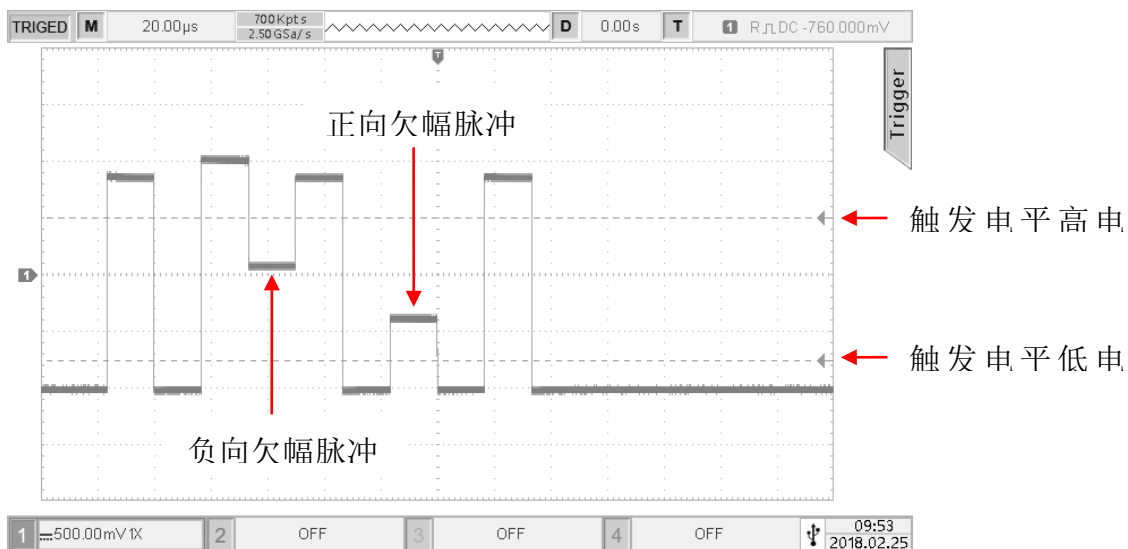 TRIGED M 20.00μs 700Kpts D 0.00s T 1 R DC -760.000mV
2.50GSa/s
T
Trigger
正向欠幅脉冲
触发电平高电
1
触发电平低电
负向欠幅脉冲
1 500.00mV 1X 2 OFF 3 OFF 4 OFF 09:53
2018.02.25